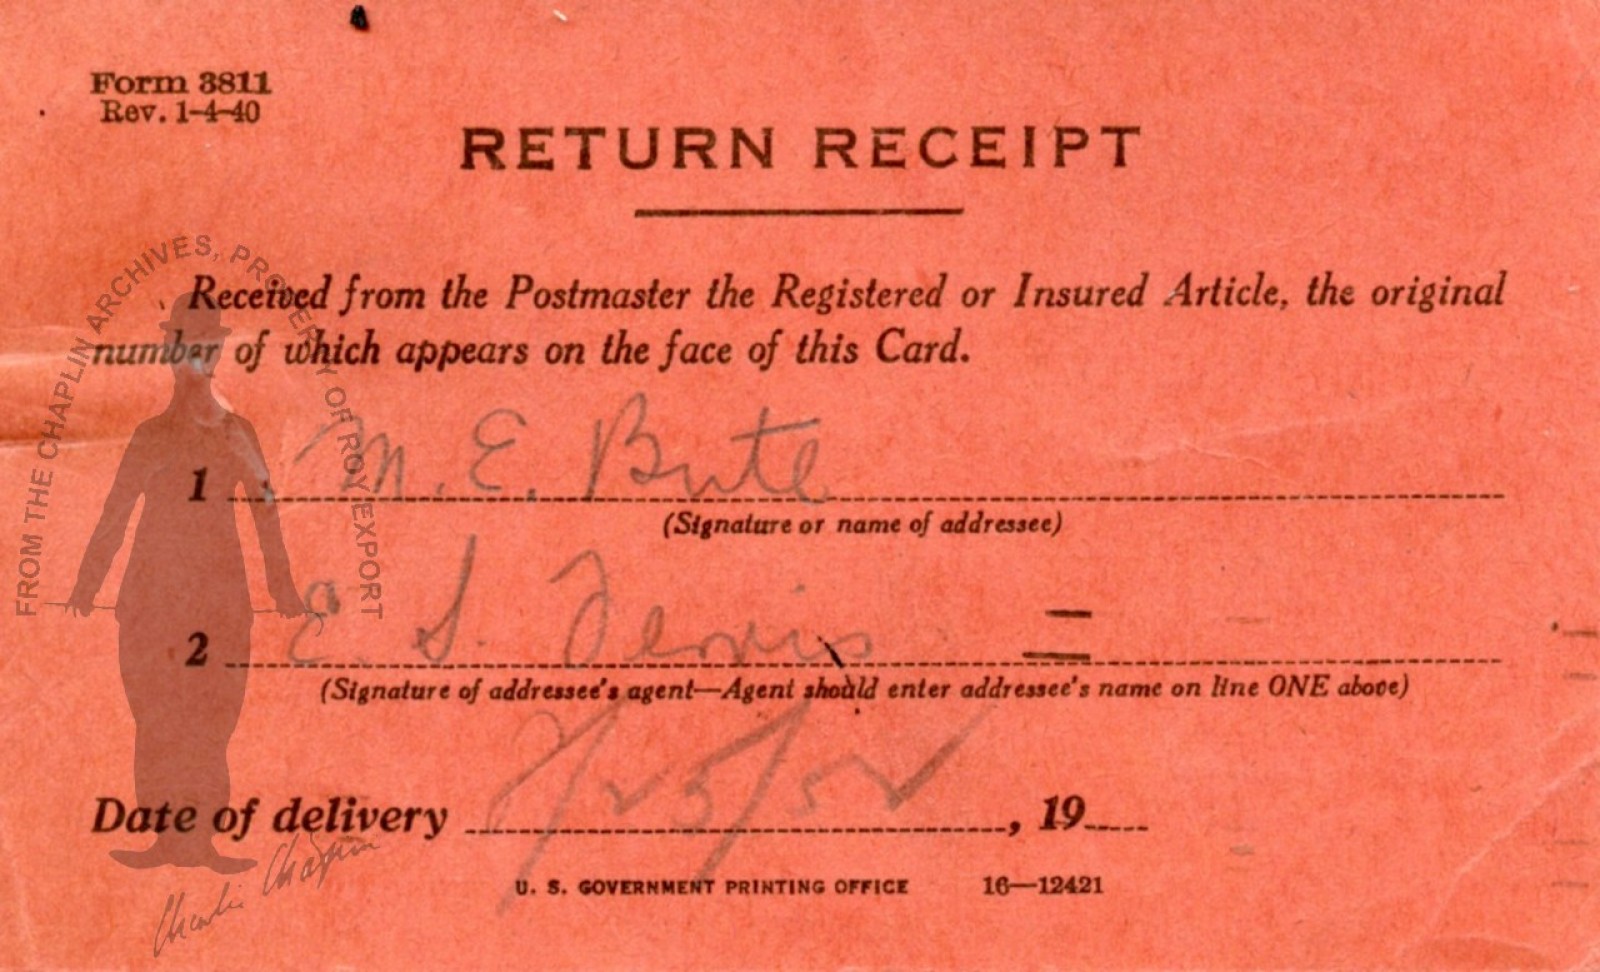 Form 3811
Rev. 1-4-40
RETURN RECEIPT
Received from the Postmaster the Registered or Insured Article, the original
number of which appears on the face of this Card.
1 M. E. Bute
(Signature or name of addressee)
2 E. S.
(Signature of addressee's agent—Agent should enter addressee's name on line ONE above)
Date of delivery 7/25/52, 19
U. S. GOVERNMENT PRINTING OFFICE 16—12421
FROM THE CHAPLIN ARCHIVES, PROPERTY OF ROY EXPORT
Charlie Chaplin